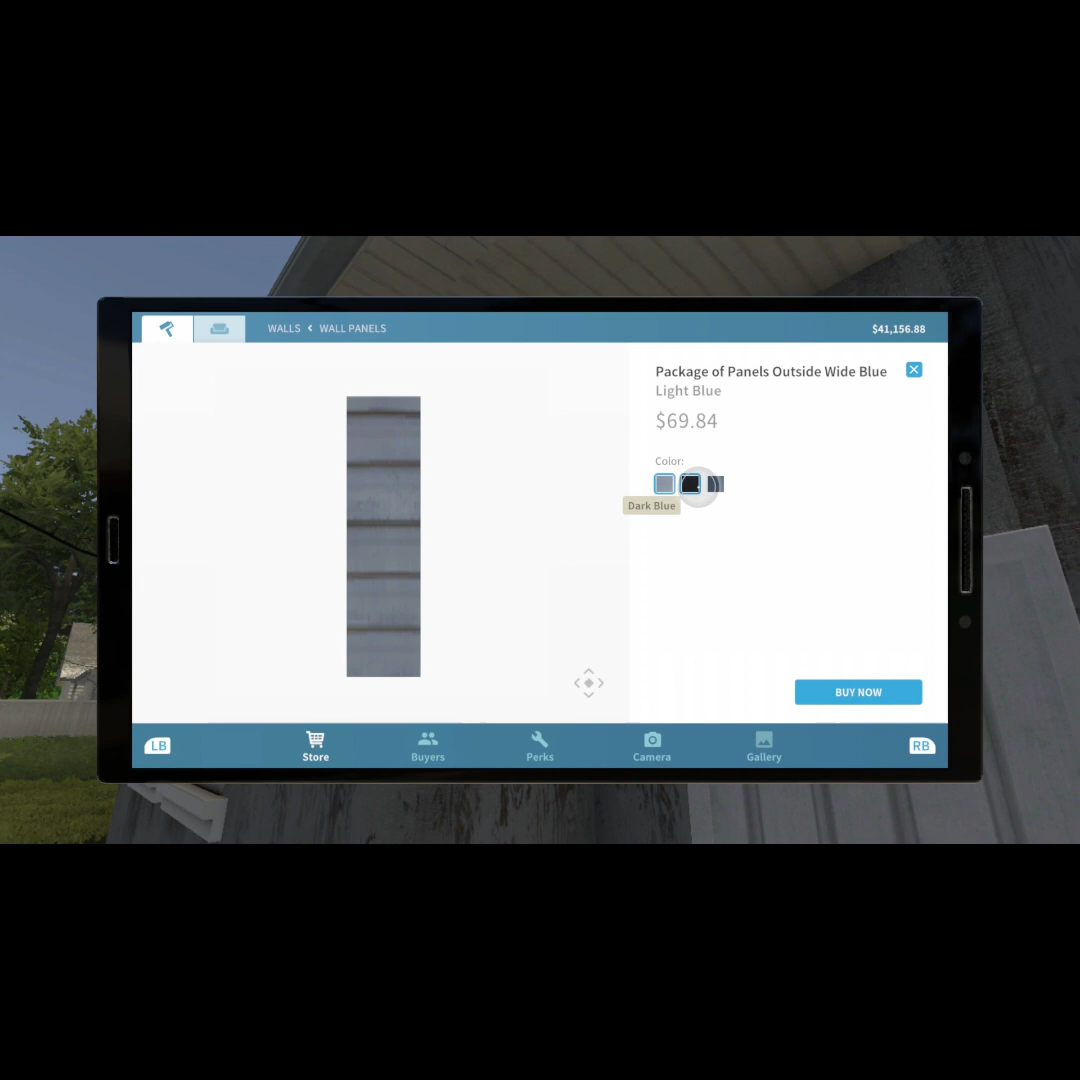 WALLS < WALL PANELS
$41,156.88
Package of Panels Outside Wide Blue
Light Blue
$69.84
Color:
Dark Blue
BUY NOW
LB
Store
Buyers
Perks
Camera
Gallery
RB